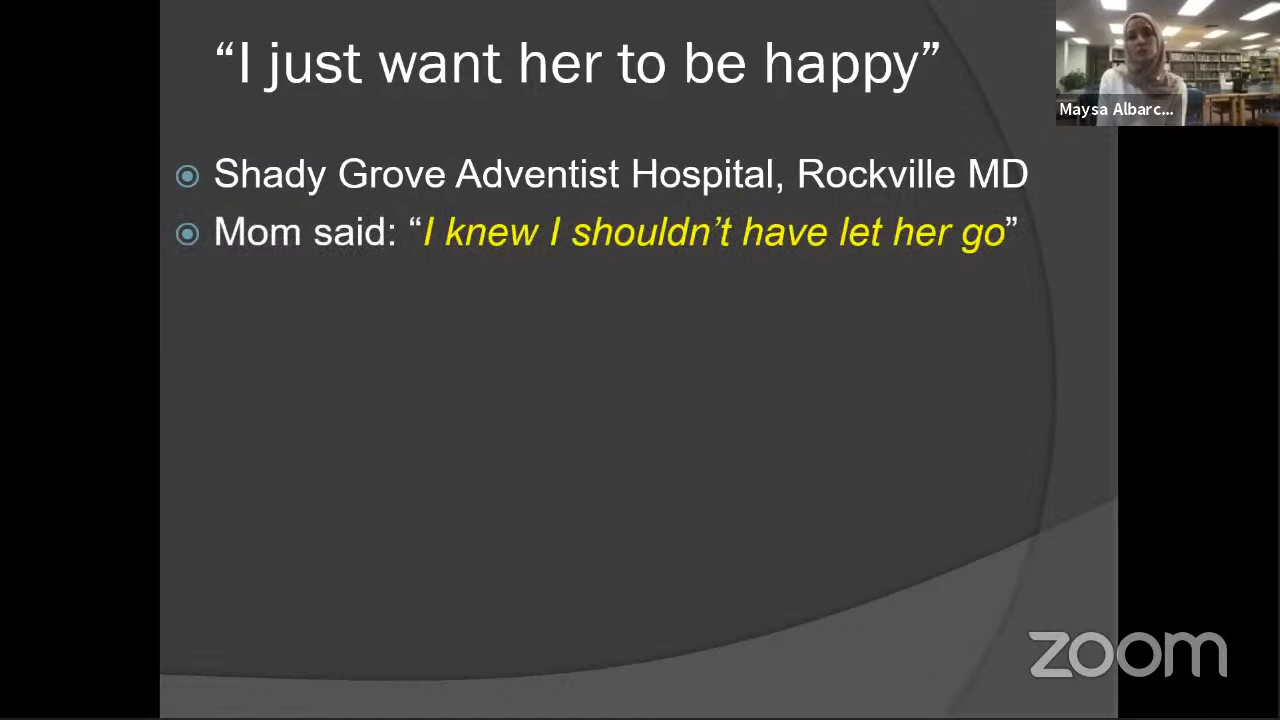 “I just want her to be happy”
Maysa Albarc...
Shady Grove Adventist Hospital, Rockville MD
Mom said: “I knew I shouldn’t have let her go”
zoom